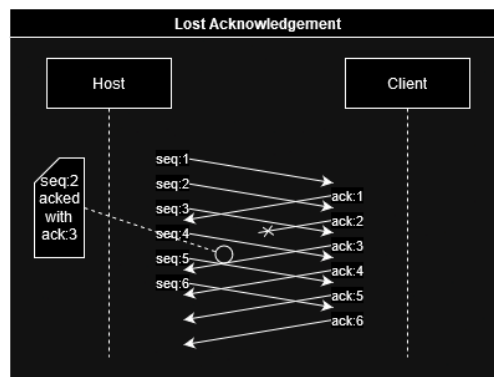 Lost Acknowledgement
Host
Client
seq:1
seq:2
seq:3
seq:4
seq:5
seq:6
seq:2
acked
with
ack:3
ack:1
ack:2
ack:3
ack:4
ack:5
ack:6